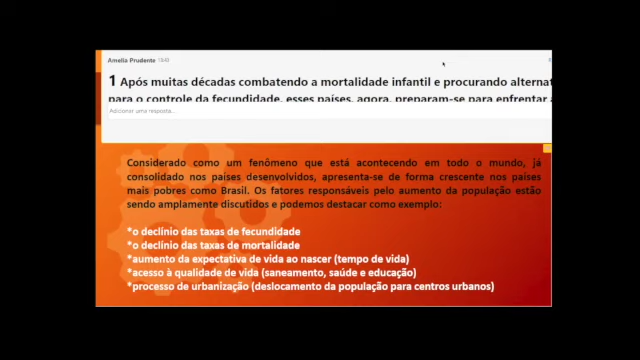 Amelia Prudente
1 Após muitas décadas combatendo a mortalidade infantil e procurando
para o controle da fecundidade, esses países, agora, preparam-se para enfrentar
Adicionar uma resposta...
Considerado como um fenômeno que está acontecendo em todo o mundo, já
consolidado nos países desenvolvidos, apresenta-se de forma crescente nos países
mais pobres como Brasil. Os fatores responsáveis pelo aumento da população estão
sendo amplamente discutidos e podemos destacar como exemplo:
*o declínio das taxas de fecundidade
*o declínio das taxas de mortalidade
*aumento da expectativa de vida ao nascer (tempo de vida)
*acesso à qualidade de vida (saneamento, saúde e educação)
*processo de urbanização (deslocamento da população para centros urbanos)